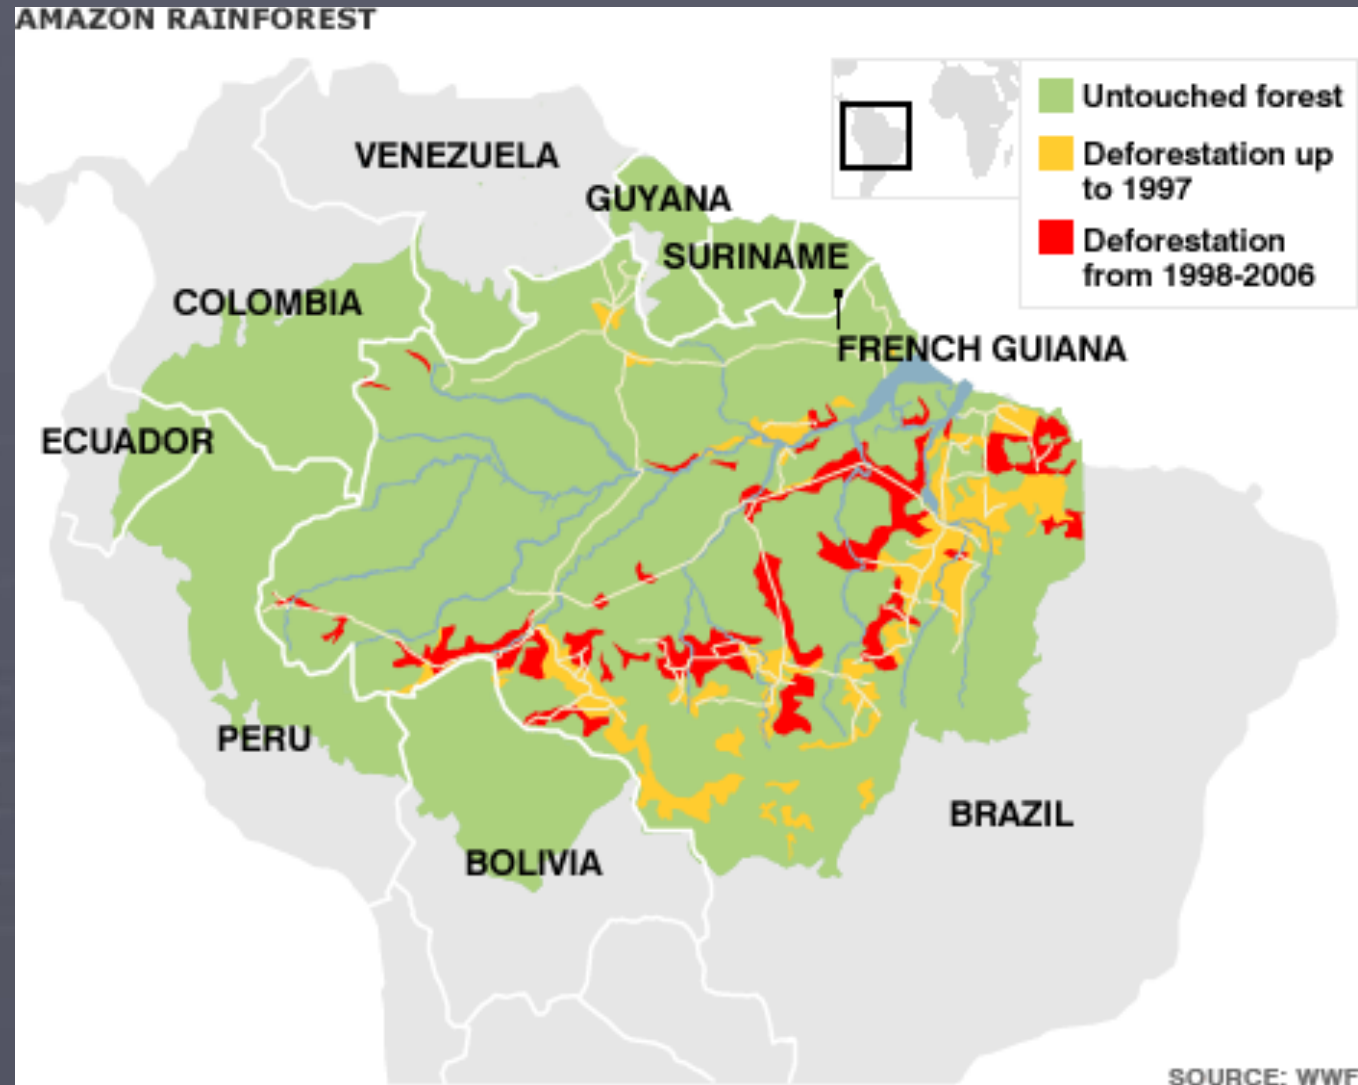 AMAZON RAINFOREST
Untouched forest
Deforestation up
to 1997
Deforestation
from 1998-2006
VENEZUELA
GUYANA
SURINAME
COLOMBIA
FRENCH GUIANA
ECUADOR
PERU
BRAZIL
BOLIVIA
SOURCE: WWF